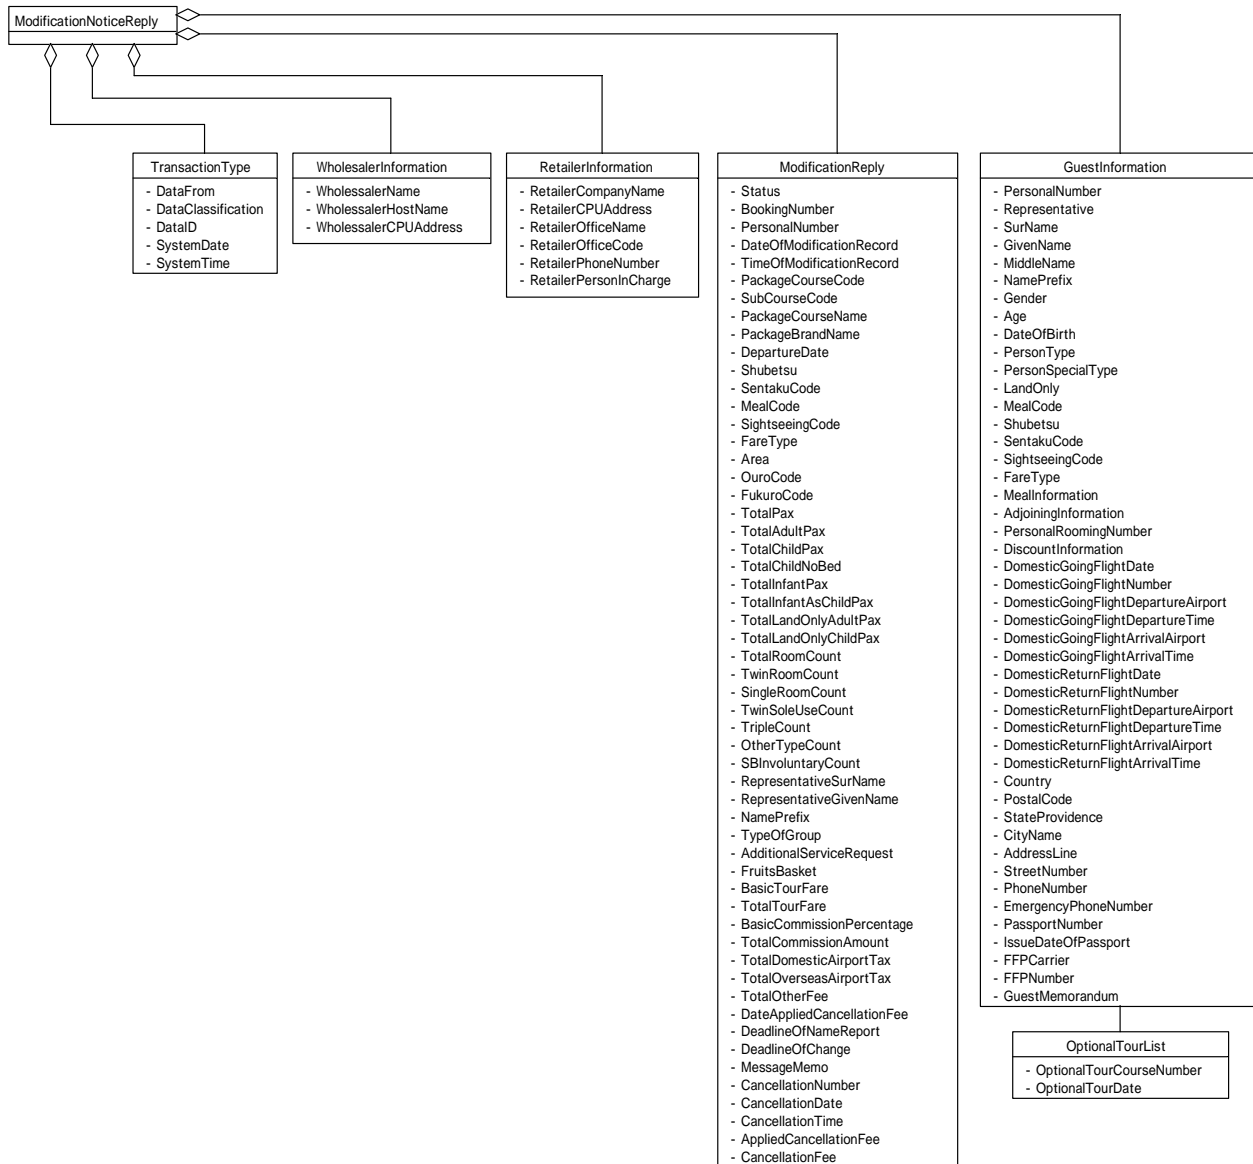 ModificationNoticeReply
TransactionType
- DataFrom
- DataClassification
- DataID
- SystemDate
- SystemTime
WholesalerInformation
- WholessalerName
- WholessalerHostName
- WholessalerCPUAddress
RetailerInformation
- RetailerCompanyName
- RetailerCPUAddress
- RetailerOfficeName
- RetailerOfficeCode
- RetailerPhoneNumber
- RetailerPersonInCharge
ModificationReply
- Status
- BookingNumber
- PersonalNumber
- DateOfModificationRecord
- TimeOfModificationRecord
- PackageCourseCode
- SubCourseCode
- PackageCourseName
- PackageBrandName
- DepartureDate
- Shubetsu
- SentakuCode
- MealCode
- SightseeingCode
- FareType
- Area
- OuroCode
- FukuroCode
- TotalPax
- TotalAdultPax
- TotalChildPax
- TotalChildNoBed
- TotalInfantPax
- TotalInfantAsChildPax
- TotalLandOnlyAdultPax
- TotalLandOnlyChildPax
- TotalRoomCount
- TwinRoomCount
- SingleRoomCount
- TwinSoleUseCount
- TripleCount
- OtherTypeCount
- SBInvoluntaryCount
- RepresentativeSurName
- RepresentativeGivenName
- NamePrefix
- TypeOfGroup
- AdditionalServiceRequest
- FruitsBasket
- BasicTourFare
- TotalTourFare
- BasicCommissionPercentage
- TotalCommissionAmount
- TotalDomesticAirportTax
- TotalOverseasAirportTax
- TotalOtherFee
- DateAppliedCancellationFee
- DeadlineOfNameReport
- DeadlineOfChange
- MessageMemo
- CancellationNumber
- CancellationDate
- CancellationTime
- AppliedCancellationFee
- CancellationFee
GuestInformation
- PersonalNumber
- Representative
- SurName
- GivenName
- MiddleName
- NamePrefix
- Gender
- Age
- DateOfBirth
- PersonType
- PersonSpecialType
- LandOnly
- MealCode
- Shubetsu
- SentakuCode
- SightseeingCode
- FareType
- MealInformation
- AdjoiningInformation
- PersonalRoomingNumber
- DiscountInformation
- DomesticGoingFlightDate
- DomesticGoingFlightNumber
- DomesticGoingFlightDepartureAirport
- DomesticGoingFlightDepartureTime
- DomesticGoingFlightArrivalAirport
- DomesticGoingFlightArrivalTime
- DomesticReturnFlightDate
- DomesticReturnFlightNumber
- DomesticReturnFlightDepartureAirport
- DomesticReturnFlightDepartureTime
- DomesticReturnFlightArrivalAirport
- DomesticReturnFlightArrivalTime
- Country
- PostalCode
- StateProvidence
- CityName
- AddressLine
- StreetNumber
- PhoneNumber
- EmergencyPhoneNumber
- PassportNumber
- IssueDateOfPassport
- FFPCarrier
- FFPNumber
- GuestMemorandum
OptionalTourList
- OptionalTourCourseNumber
- OptionalTourDate